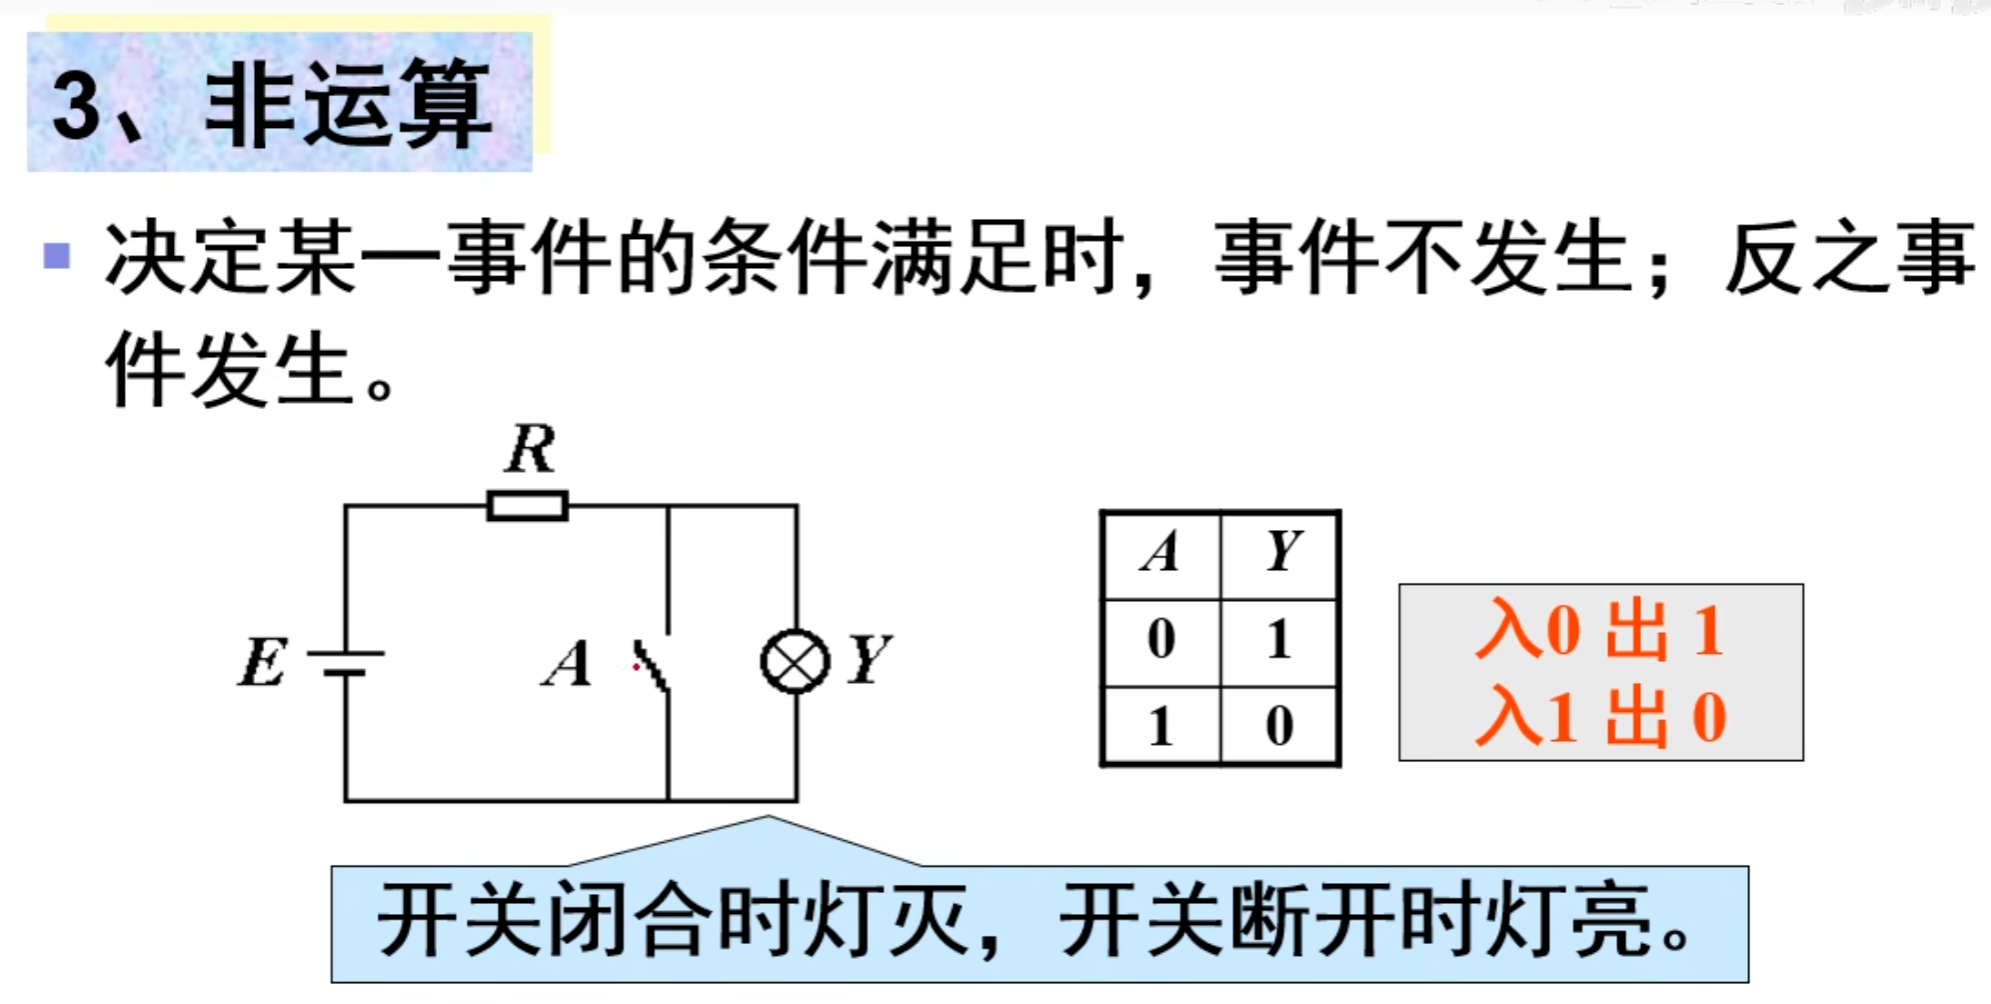 3、非运算
决定某一事件的条件满足时，事件不发生；反之事
件发生。
R
E
A
Y
A Y
0 1
1 0
入0 出 1
入1 出 0
开关闭合时灯灭，开关断开时灯亮。